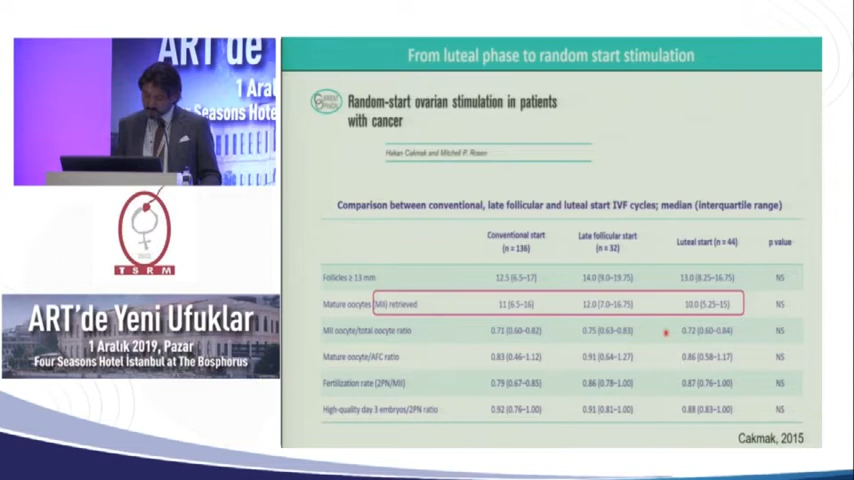 ART'de
1 Aral
Four Seasons Hote
TSRM
ART'de Yeni Ufuklar
1 Aralık 2019, Pazar
Four Seasons Hotel İstanbul at The Bosphorus
From luteal phase to random start stimulation
Random-start ovarian stimulation in patients
with cancer
Hakan Cakmak and Mitchell P. Rosen
Comparison between conventional, late follicular and luteal start IVF cycles; median (interquartile range)
Conventional start (n = 136) Late follicular start (n = 32) Luteal start (n = 44) p value
Follicles ≥ 13 mm 12.5 (6.5–17) 14.0 (9.0–19.75) 13.0 (8.25–16.75) NS
Mature oocytes (MII) retrieved 11 (6.5–16) 12.0 (7.0–16.75) 10.0 (5.25–15) NS
MII oocyte/total oocyte ratio 0.71 (0.60–0.82) 0.75 (0.63–0.83) 0.72 (0.60–0.84) NS
Mature oocyte/AFC ratio 0.83 (0.46–1.12) 0.91 (0.64–1.27) 0.86 (0.58–1.17) NS
Fertilization rate (2PN/MII) 0.79 (0.67–0.85) 0.86 (0.78–1.00) 0.87 (0.76–1.00) NS
High-quality day 3 embryos/2PN ratio 0.92 (0.76–1.00) 0.91 (0.81–1.00) 0.88 (0.83–1.00) NS
Cakmak, 2015